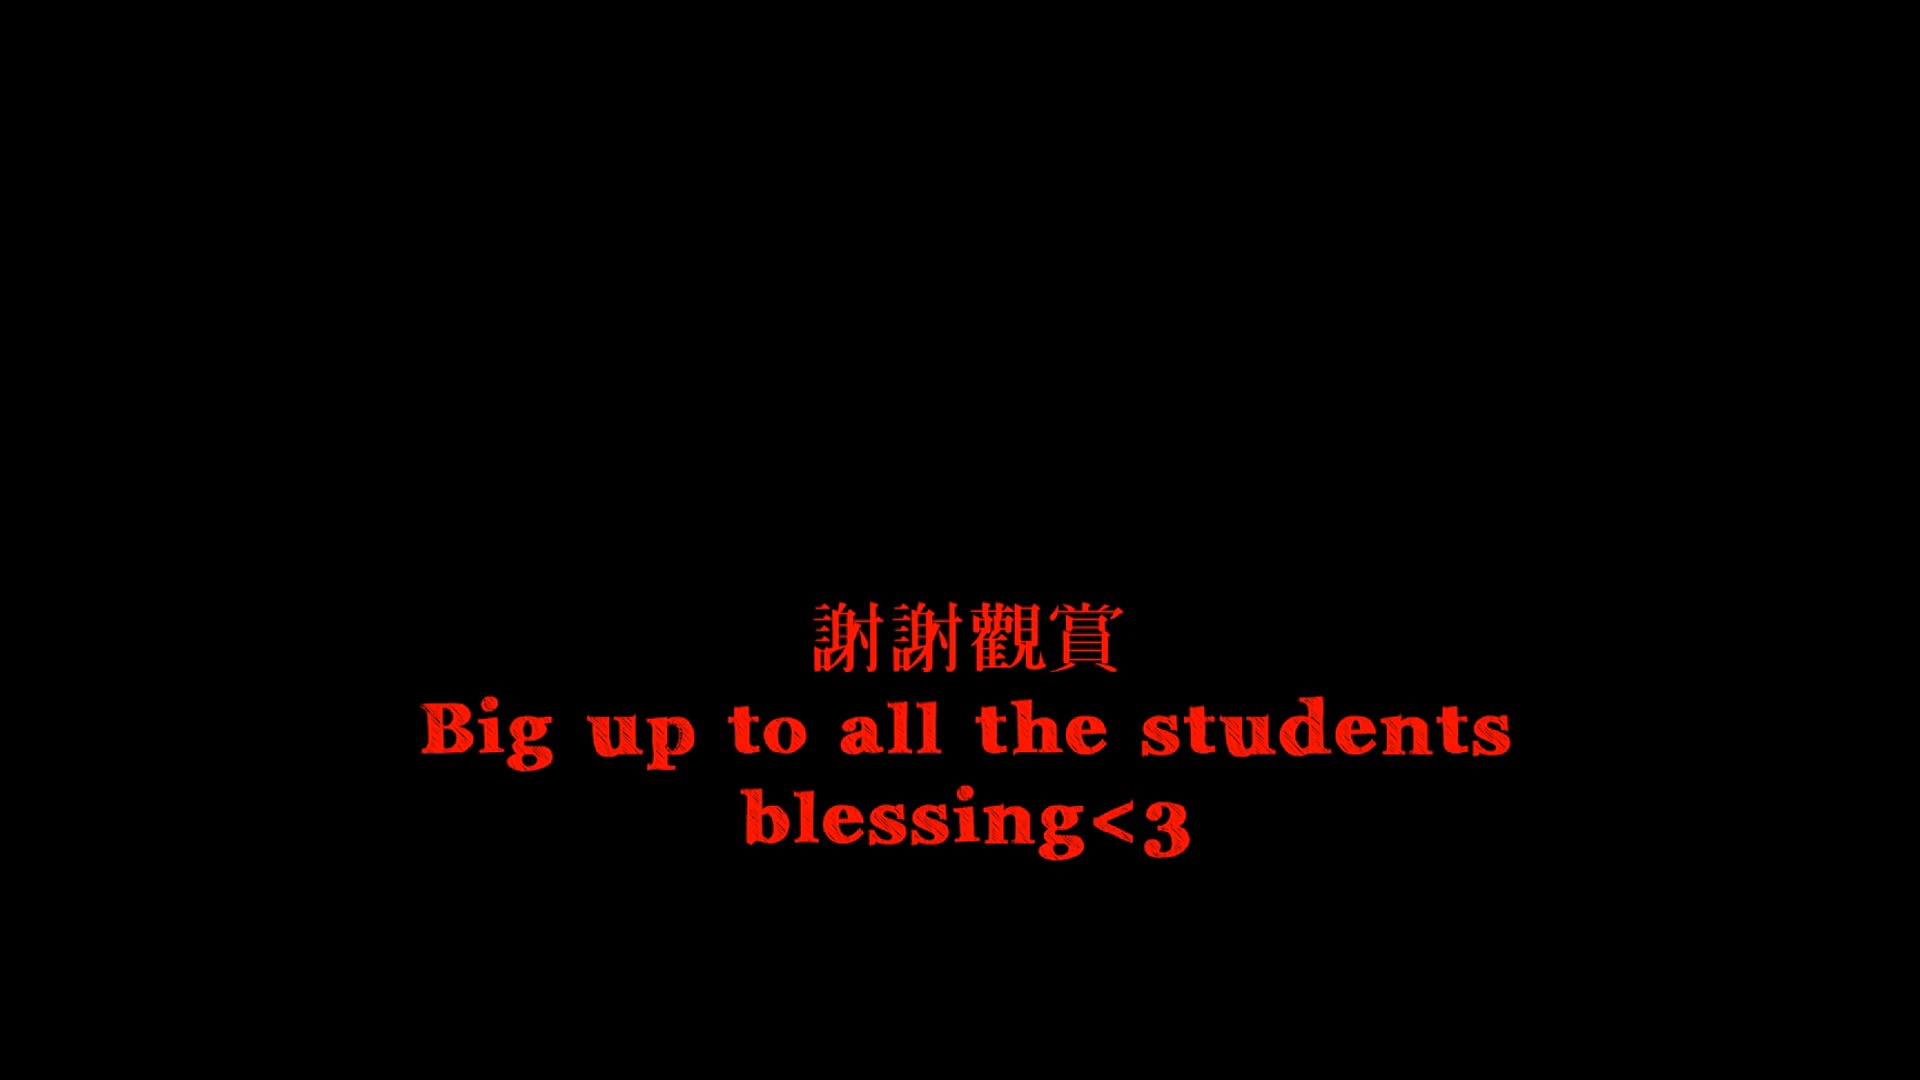 謝謝觀賞
Big up to all the students
blessing<3